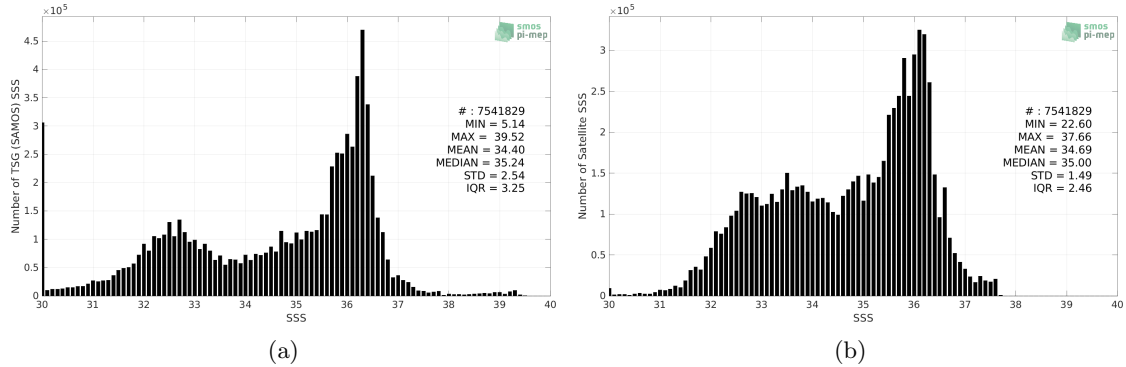 ×10⁵
smos
pi-mep
Number of TSG (SAMOS) SSS
4.5
4
3.5
3
2.5
2
1.5
1
0.5
0
# : 7541829
MIN = 5.14
MAX = 39.52
MEAN = 34.40
MEDIAN = 35.24
STD = 2.54
IQR = 3.25
30 31 32 33 34 35 36 37 38 39 40
SSS
(a)
×10⁵
smos
pi-mep
Number of Satellite SSS
3
2.5
2
1.5
1
0.5
0
# : 7541829
MIN = 22.60
MAX = 37.66
MEAN = 34.69
MEDIAN = 35.00
STD = 1.49
IQR = 2.46
30 31 32 33 34 35 36 37 38 39 40
SSS
(b)